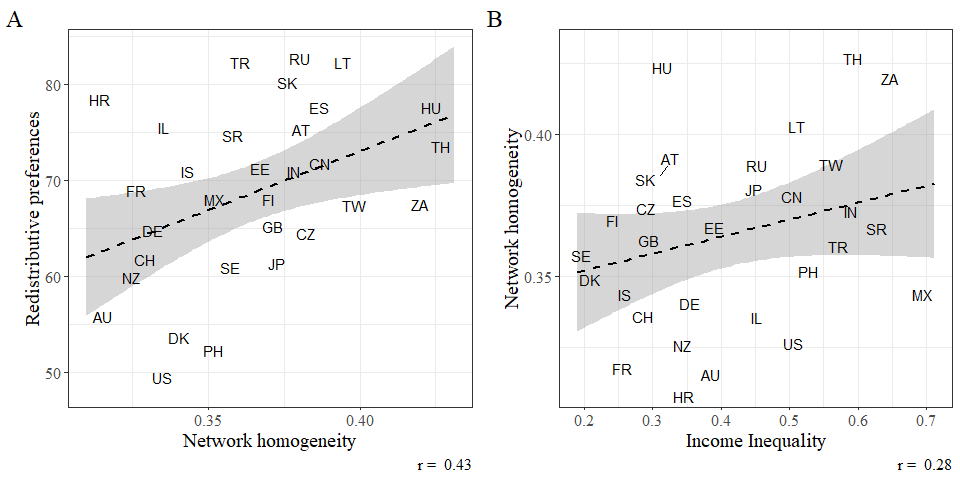 A
Redistributive preferences
80
70
60
50
TR
RU
LT
SK
HR
ES
HU
IL
SR
AT
TH
IS
EE
IN
CN
FR
MX
FI
TW
ZA
DE
GB
CZ
CH
NZ
SE
JP
AU
DK
PH
US
0.35
0.40
Network homogeneity
r = 0.43
B
Network homogeneity
0.40
0.35
HU
TH
ZA
LT
AT
SK
RU
TW
JP
PL
CZ
CN
IN
FI
GB
EE
SR
TR
SE
DK
PH
IS
DE
MX
CH
IL
NZ
US
FR
AU
HR
0.2
0.3
0.4
0.5
0.6
0.7
Income Inequality
r = 0.28